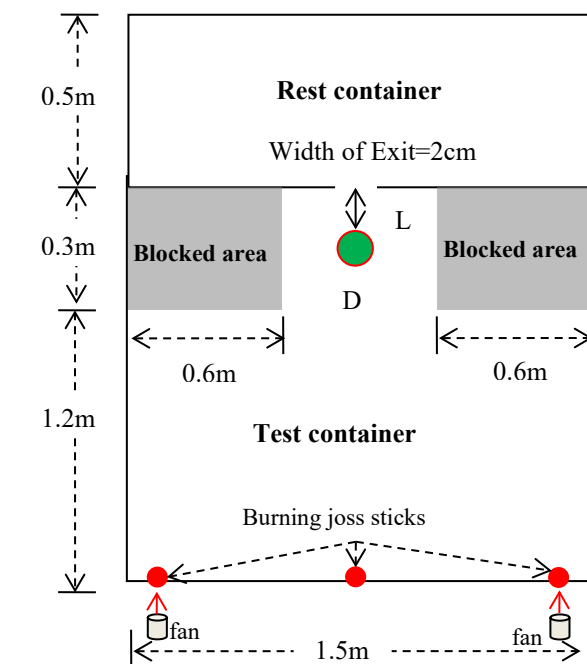 0.5m
Rest container
Width of Exit=2cm
L
0.3m
Blocked area
Blocked area
D
0.6m
0.6m
1.2m
Test container
Burning joss sticks
fan
fan
1.5m